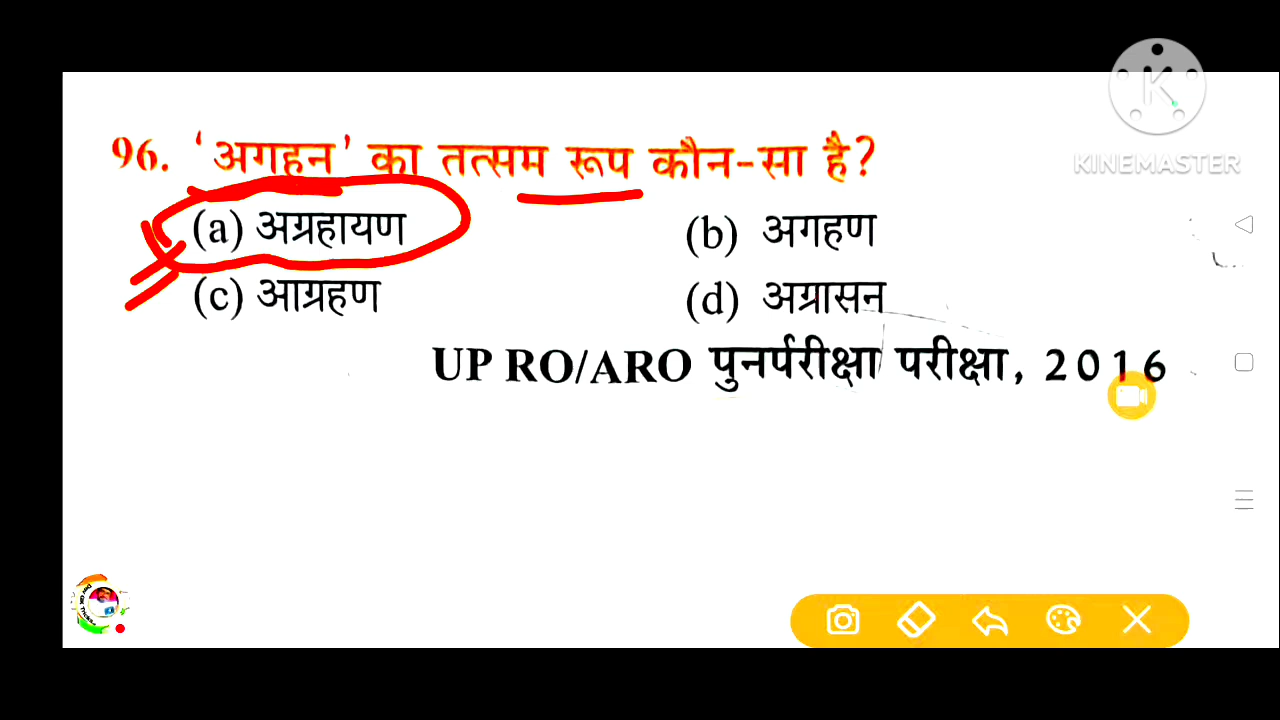 KINEMASTER
96. 'अगहन' का तत्सम रूप कौन-सा है?
(a) अग्रहायण (b) अगहण
(c) आग्रहण (d) अग्रासन
UP RO/ARO पुनर्परीक्षा परीक्षा, 2016